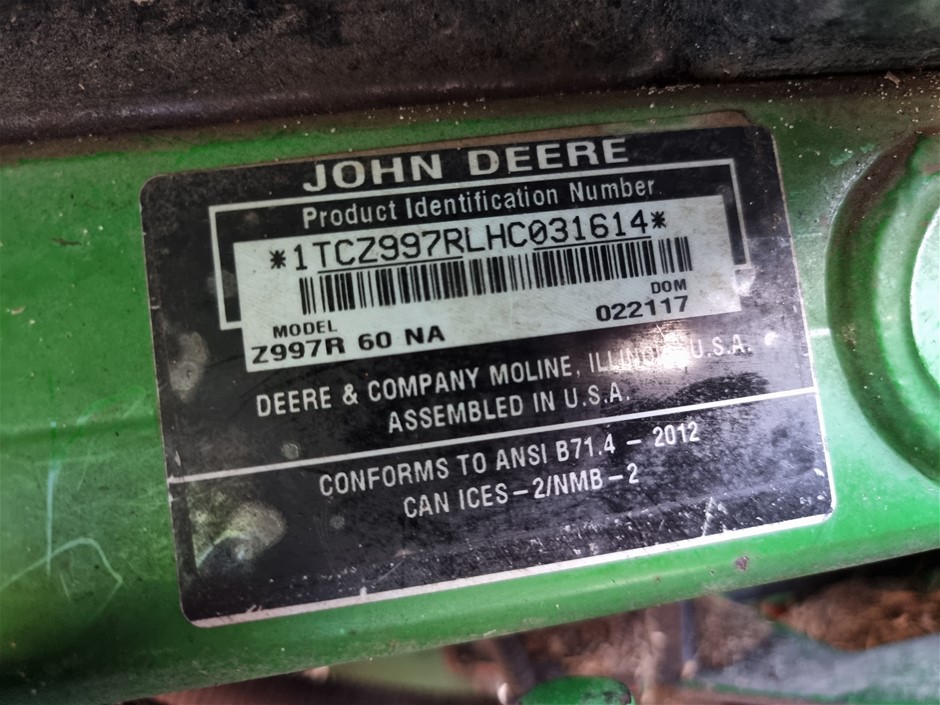 JOHN DEERE
Product Identification Number
*1TCZ997RLHC031614*
DOM
022117
MODEL
Z997R 60 NA
DEERE & COMPANY MOLINE, ILLINOIS U.S.A.
ASSEMBLED IN U.S.A.
CONFORMS TO ANSI B71.4 – 2012
CAN ICES–2/NMB–2